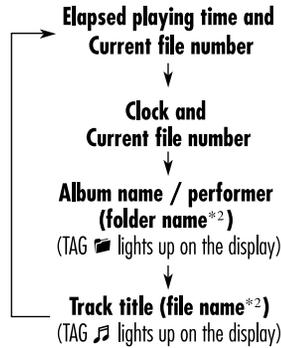 Elapsed playing time and
Current file number
Clock and
Current file number
Album name / performer
(folder name*2)
(TAG lights up on the display)
Track title (file name*2)
(TAG lights up on the display)